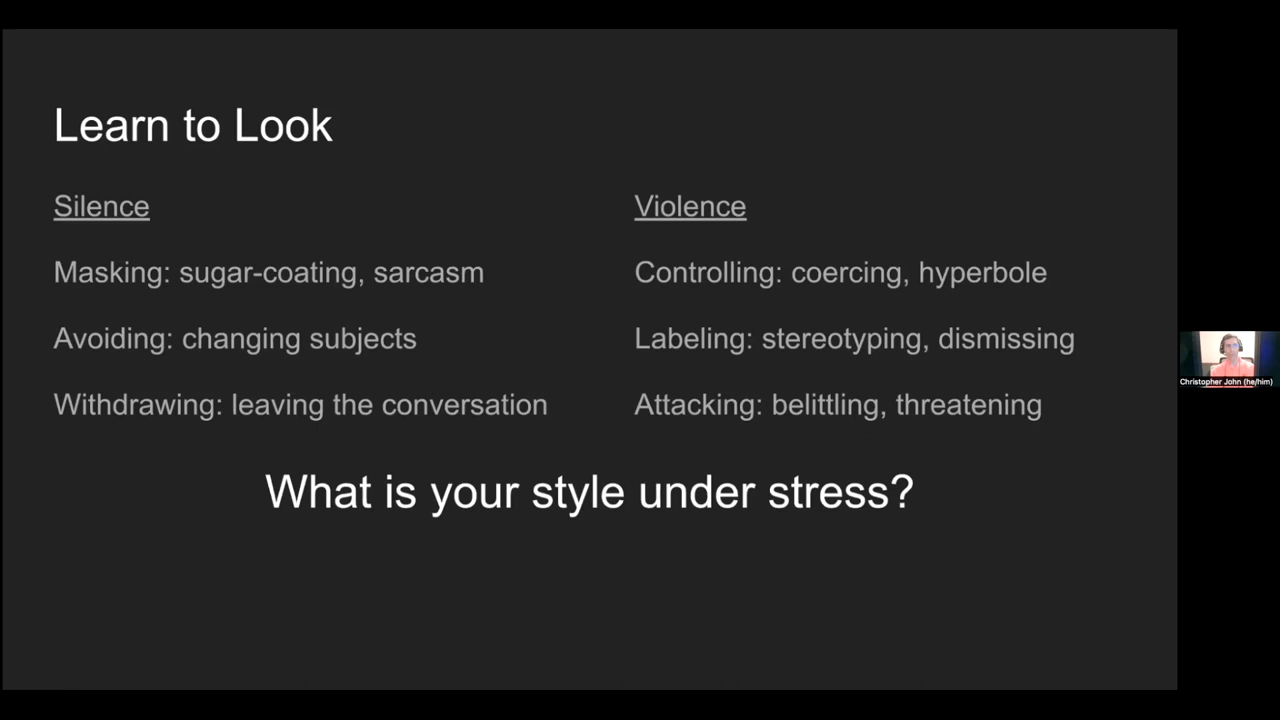 Learn to Look
Silence
Masking: sugar-coating, sarcasm
Avoiding: changing subjects
Withdrawing: leaving the conversation
Violence
Controlling: coercing, hyperbole
Labeling: stereotyping, dismissing
Attacking: belittling, threatening
What is your style under stress?
Christopher John (he/him)